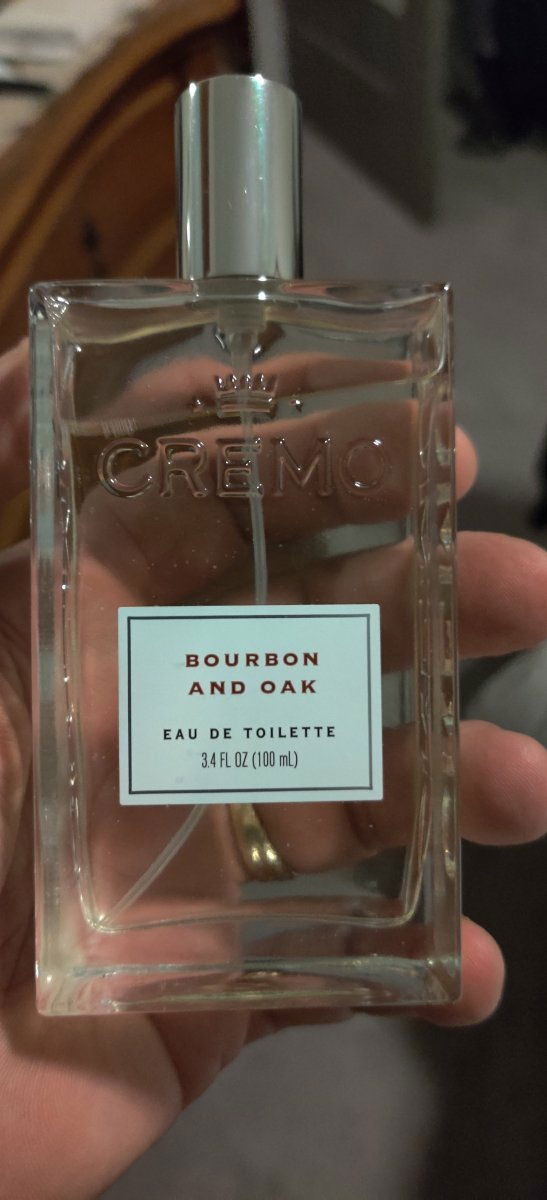 CREMO
BOURBON
AND OAK
EAU DE TOILETTE
3.4 FL OZ (100 mL)